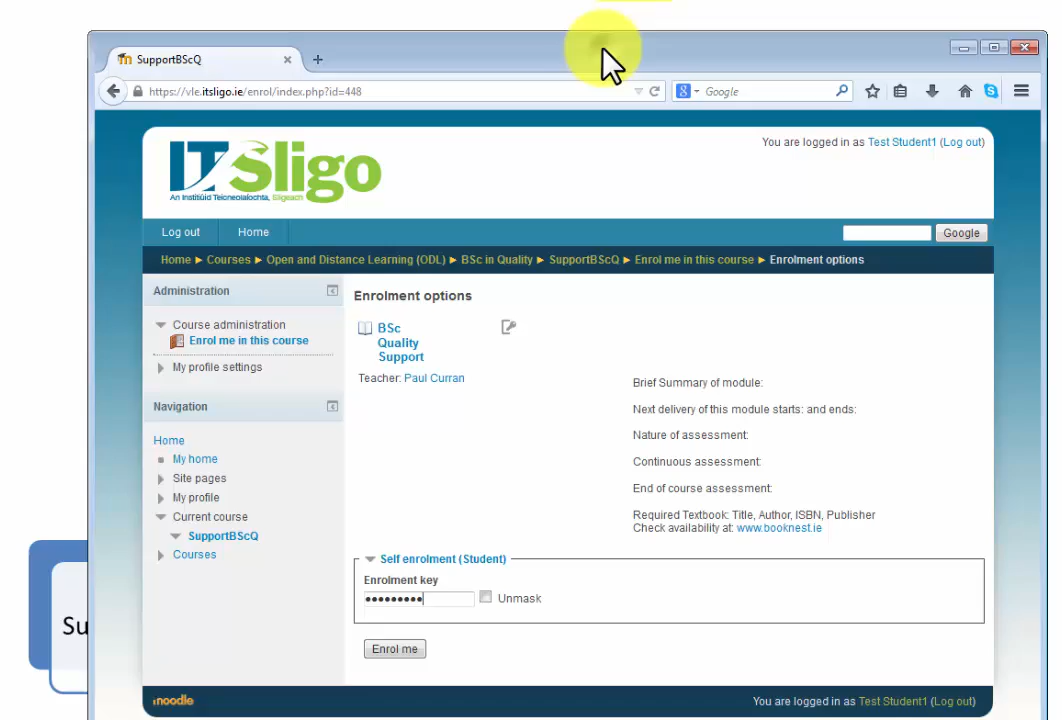 SupportBScQ
https://vle.itsligo.ie/enrol/index.php?id=448
Google
ITSligo
An Institiúid Teicneolaíochta, Sligeach
You are logged in as Test Student1 (Log out)
Log out Home
Google
Home ► Courses ► Open and Distance Learning (ODL) ► BSc in Quality ► SupportBScQ ► Enrol me in this course ► Enrolment options
Administration
Course administration
Enrol me in this course
My profile settings
Navigation
Home
My home
Site pages
My profile
Current course
SupportBScQ
Courses
Enrolment options
BSc
Quality
Support
Teacher: Paul Curran
Brief Summary of module:
Next delivery of this module starts: and ends:
Nature of assessment:
Continuous assessment:
End of course assessment:
Required Textbook: Title, Author, ISBN, Publisher
Check availability at: www.booknest.ie
Self enrolment (Student)
Enrolment key
••••••••• Unmask
Enrol me
moodle
You are logged in as Test Student1 (Log out)
Su